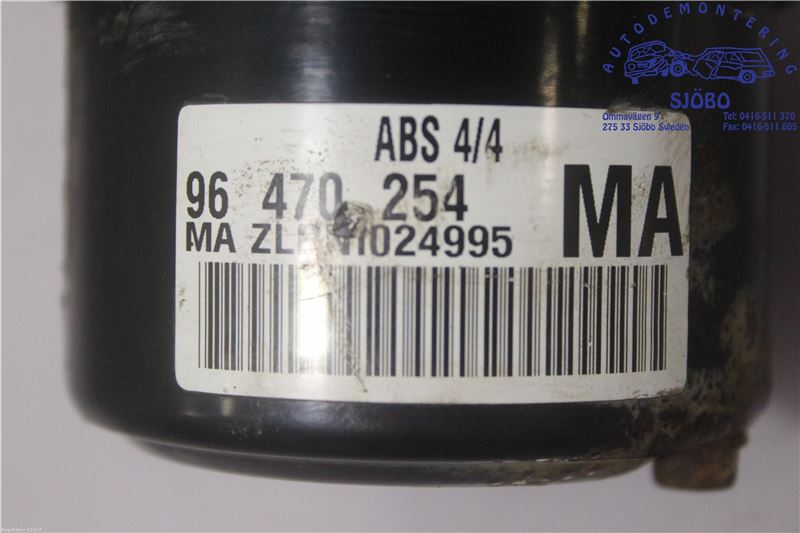 AUTODEMONTERING
SJÖBO
Ommavägen 9
275 33 Sjöbo Sweden
Tel: 0416-511 370
Fax: 0416-511 605
ABS 4/4
96 470 254
MA
MA